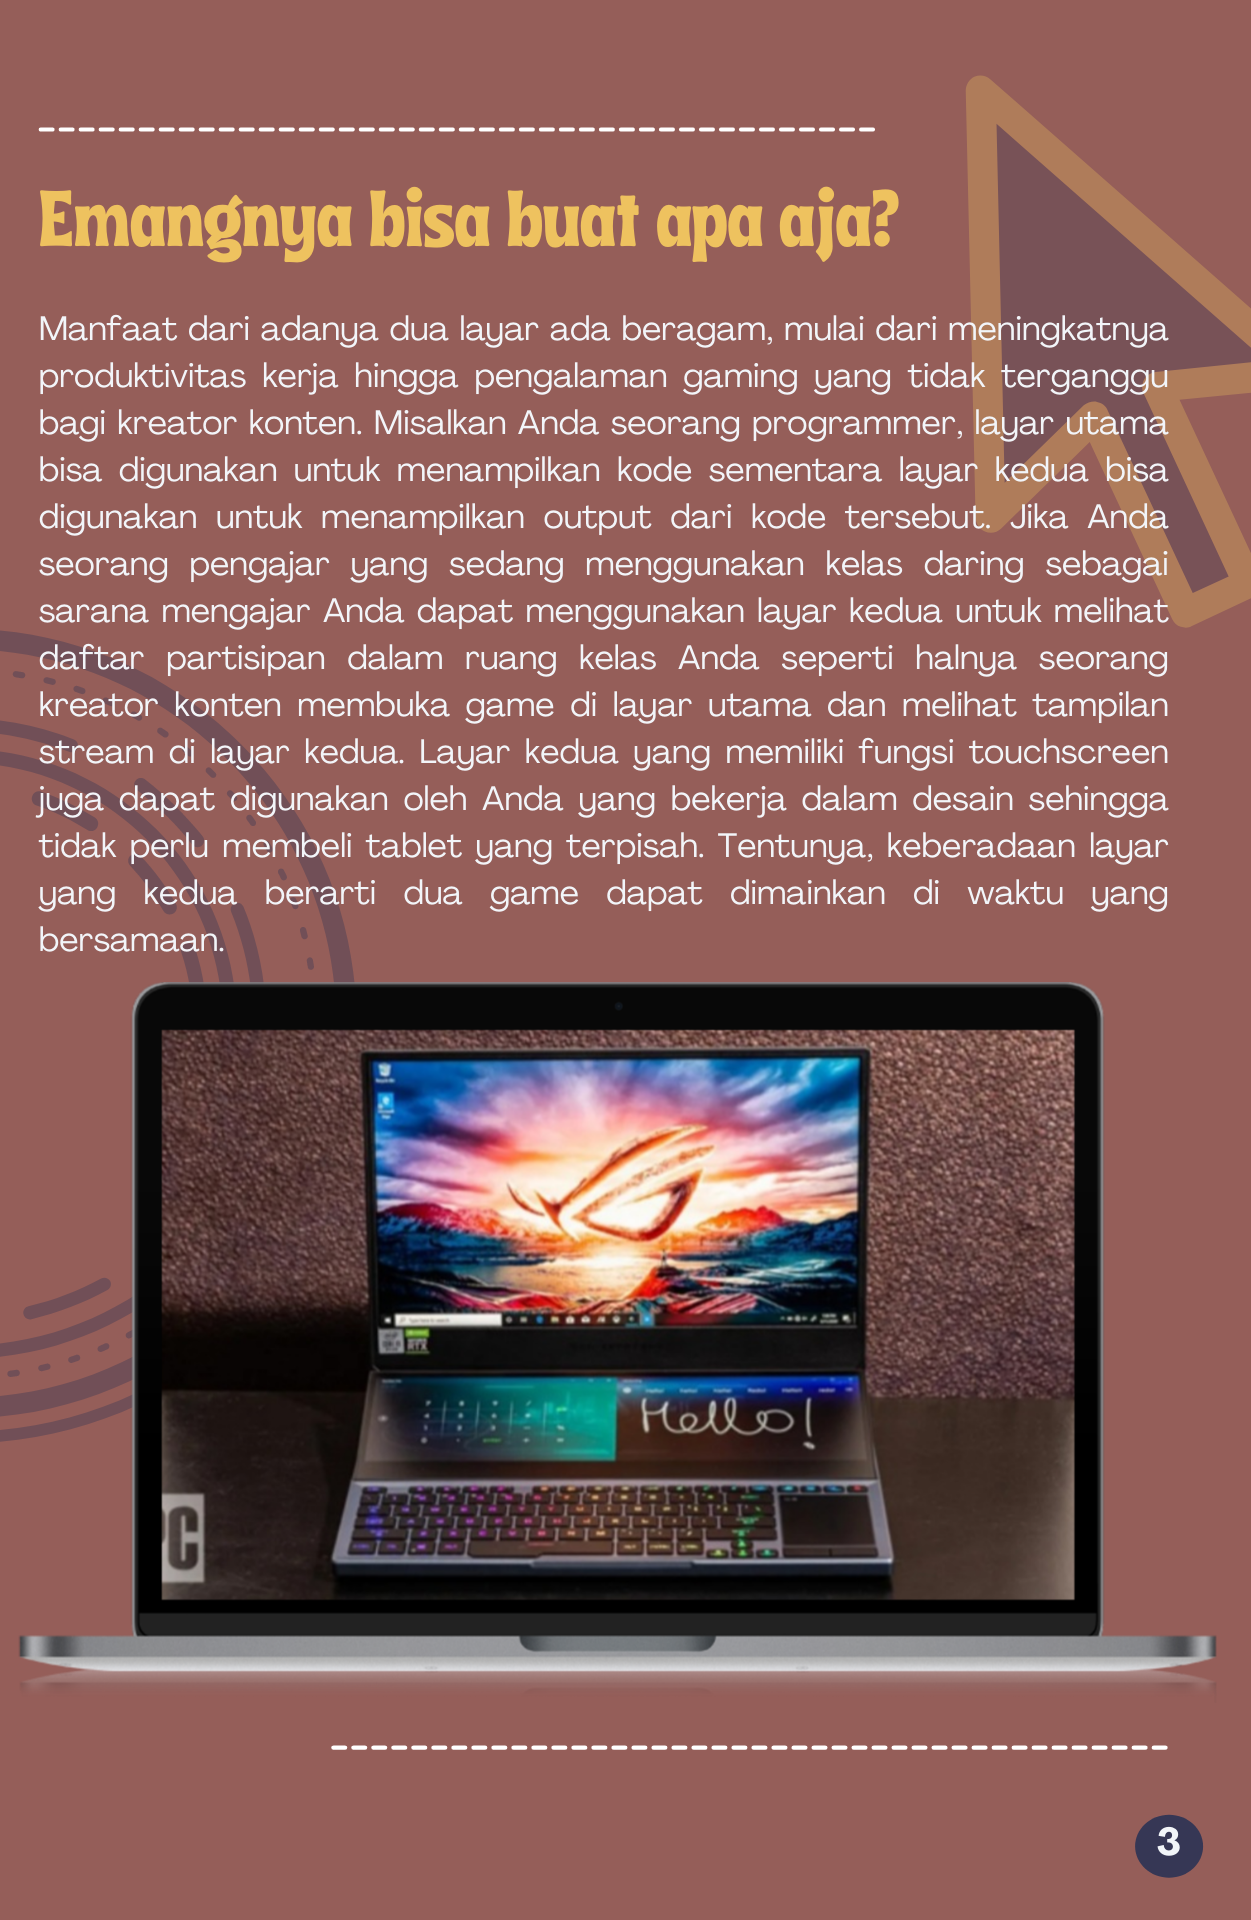 Emangnya bisa buat apa aja?
Manfaat dari adanya dua layar ada beragam, mulai dari meningkatnya
produktivitas kerja hingga pengalaman gaming yang tidak terganggu
bagi kreator konten. Misalkan Anda seorang programmer, layar utama
bisa digunakan untuk menampilkan kode sementara layar kedua bisa
digunakan untuk menampilkan output dari kode tersebut. Jika Anda
seorang pengajar yang sedang menggunakan kelas daring sebagai
sarana mengajar Anda dapat menggunakan layar kedua untuk melihat
daftar partisipan dalam ruang kelas Anda seperti halnya seorang
kreator konten membuka game di layar utama dan melihat tampilan
stream di layar kedua. Layar kedua yang memiliki fungsi touchscreen
juga dapat digunakan oleh Anda yang bekerja dalam desain sehingga
tidak perlu membeli tablet yang terpisah. Tentunya, keberadaan layar
yang kedua berarti dua game dapat dimainkan di waktu yang
bersamaan.
RTX
Hello!
PC
3